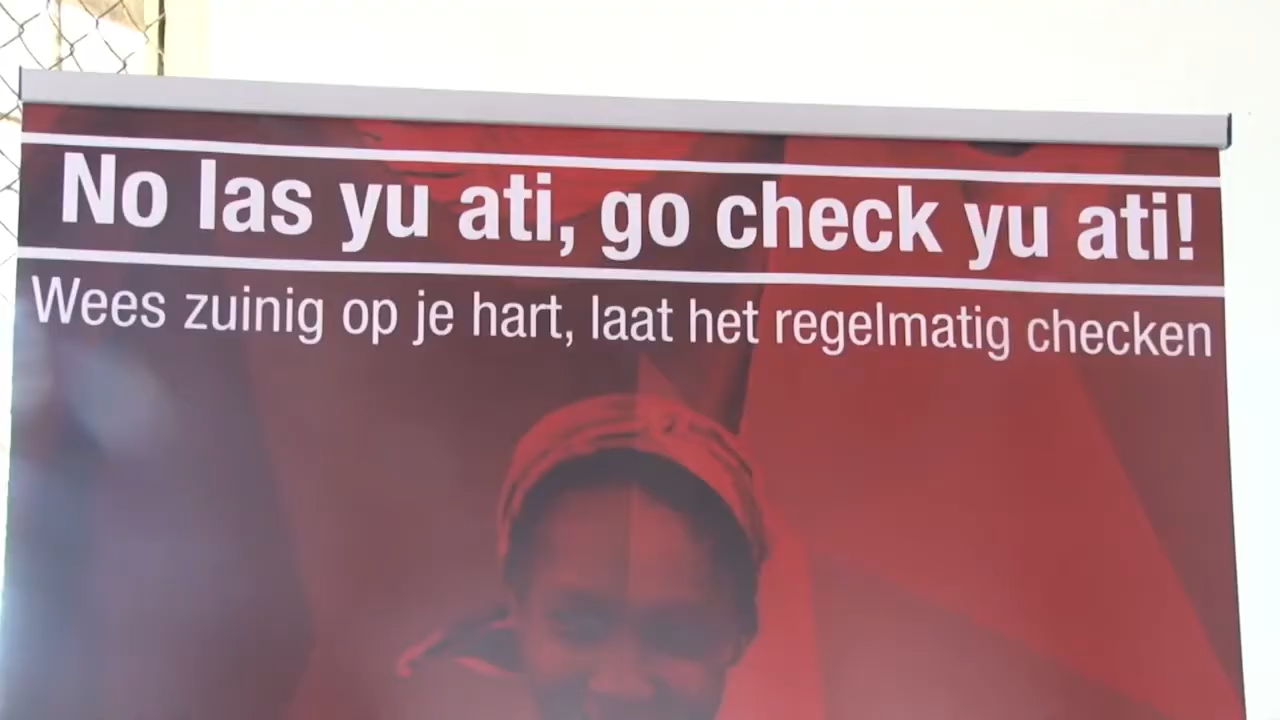 No las yu ati, go check yu ati!
Wees zuinig op je hart, laat het regelmatig checken